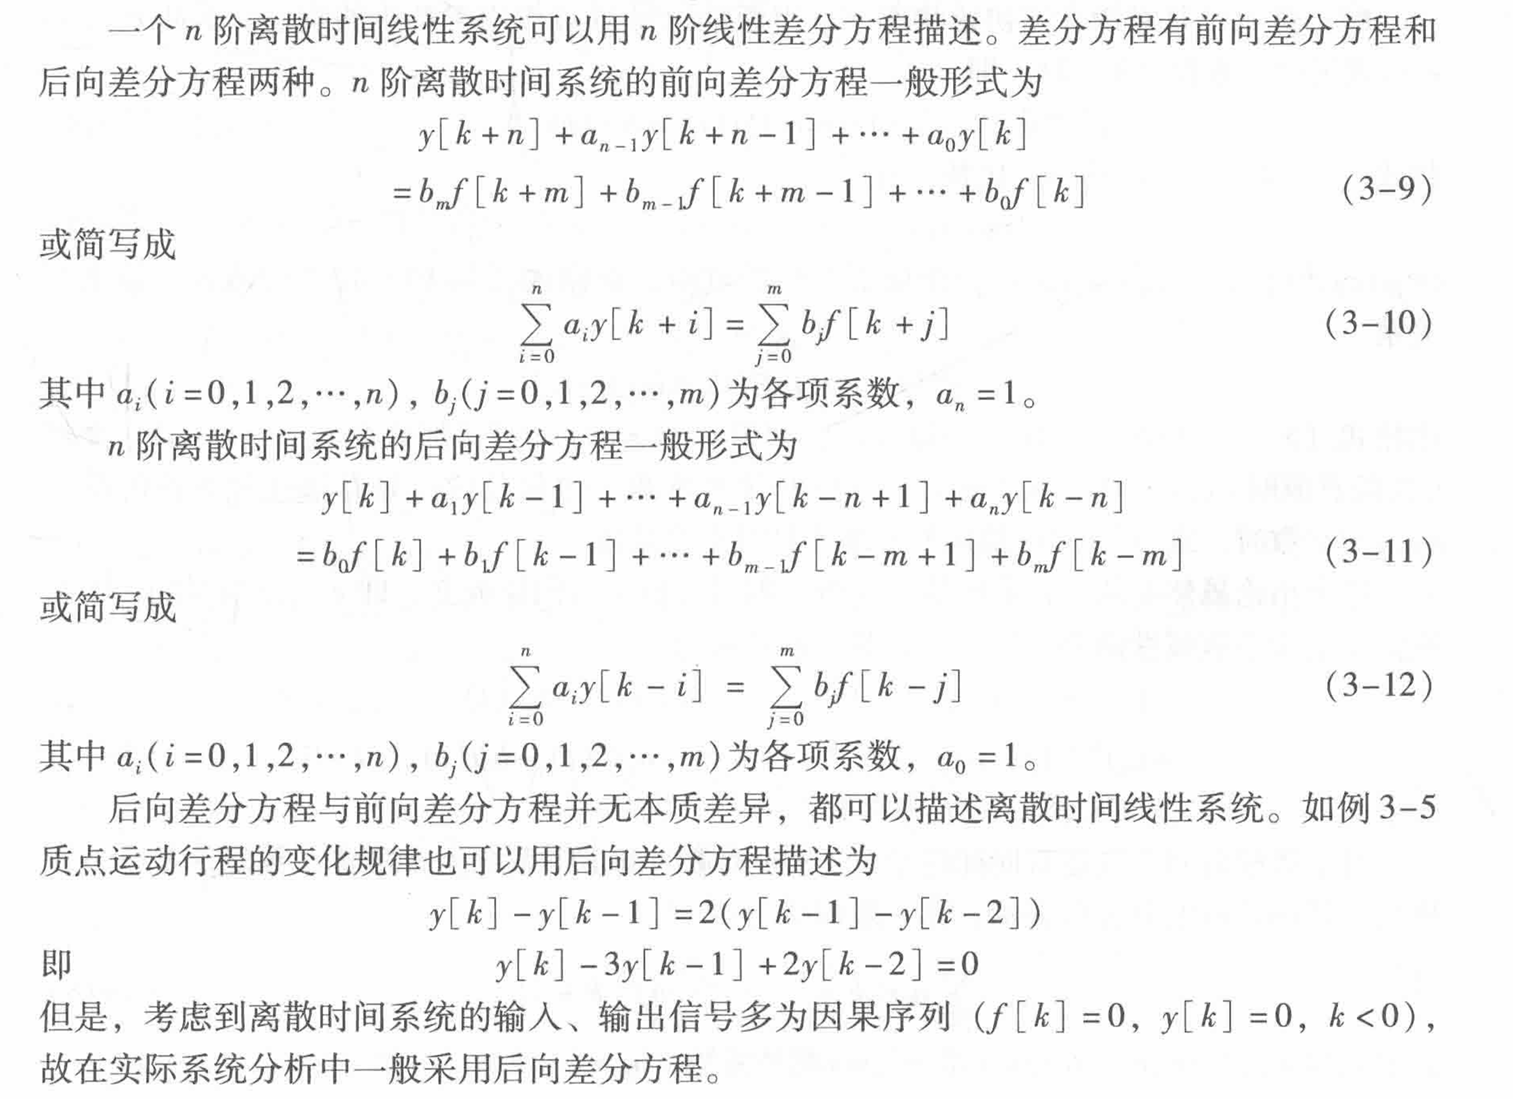 一个 n 阶离散时间线性系统可以用 n 阶线性差分方程描述。差分方程有前向差分方程和
后向差分方程两种。n 阶离散时间系统的前向差分方程一般形式为
y[k+n]+a_{n-1}y[k+n-1]+⋯+a_0y[k]
=b_mf[k+m]+b_{m-1}f[k+m-1]+⋯+b_0f[k] (3-9)
或简写成
\sum_{i=0}^{n} a_iy[k+i]=\sum_{j=0}^{m} b_jf[k+j] (3-10)
其中 a_i(i=0,1,2,⋯,n), b_j(j=0,1,2,⋯,m)为各项系数，a_n=1。
n 阶离散时间系统的后向差分方程一般形式为
y[k]+a_1y[k-1]+⋯+a_{n-1}y[k-n+1]+a_ny[k-n]
=b_0f[k]+b_1f[k-1]+⋯+b_{m-1}f[k-m+1]+b_mf[k-m] (3-11)
或简写成
\sum_{i=0}^{n} a_iy[k-i] = \sum_{j=0}^{m} b_jf[k-j] (3-12)
其中 a_i(i=0,1,2,⋯,n), b_j(j=0,1,2,⋯,m)为各项系数，a_0=1。
后向差分方程与前向差分方程并无本质差异，都可以描述离散时间线性系统。如例 3-5
质点运动行程的变化规律也可以用后向差分方程描述为
y[k]-y[k-1]=2(y[k-1]-y[k-2])
即 y[k]-3y[k-1]+2y[k-2]=0
但是，考虑到离散时间系统的输入、输出信号多为因果序列 (f[k]=0, y[k]=0, k<0)，
故在实际系统分析中一般采用后向差分方程。